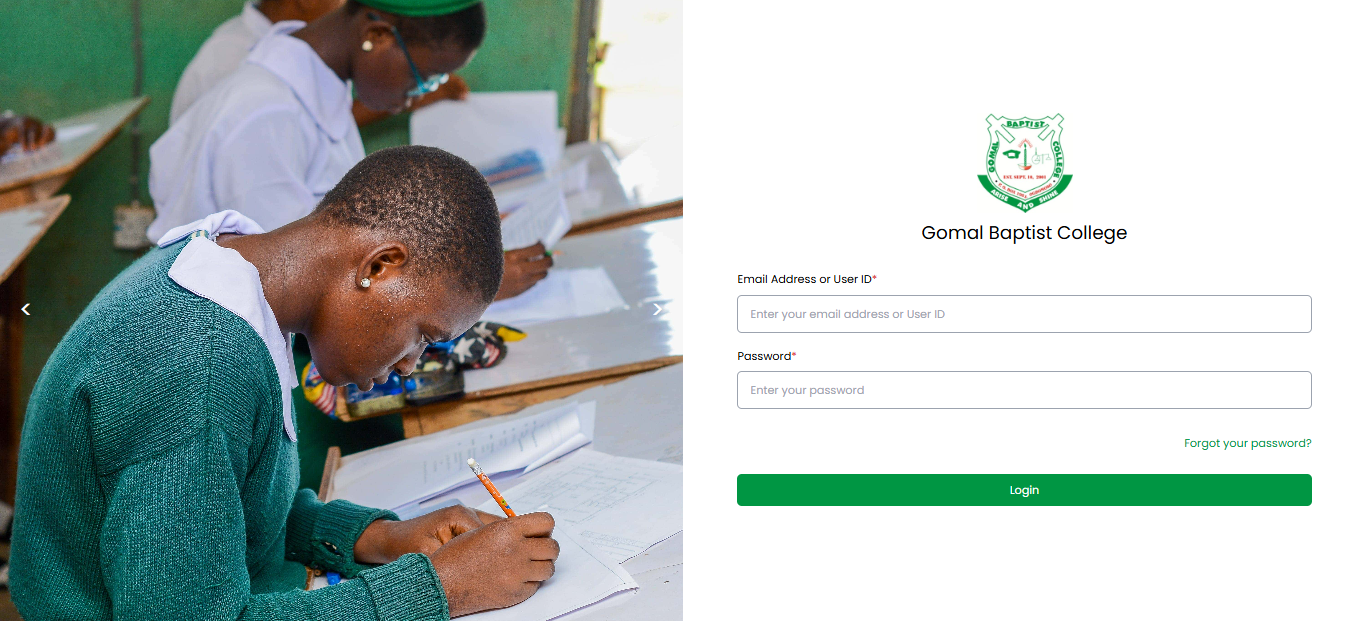 BAPTIST
GOMAL
COLLEGE
EST. SEPT. 10, 2001
ARISE AND SHINE
Gomal Baptist College
Email Address or User ID*
Enter your email address or User ID
Password*
Enter your password
Forgot your password?
Login